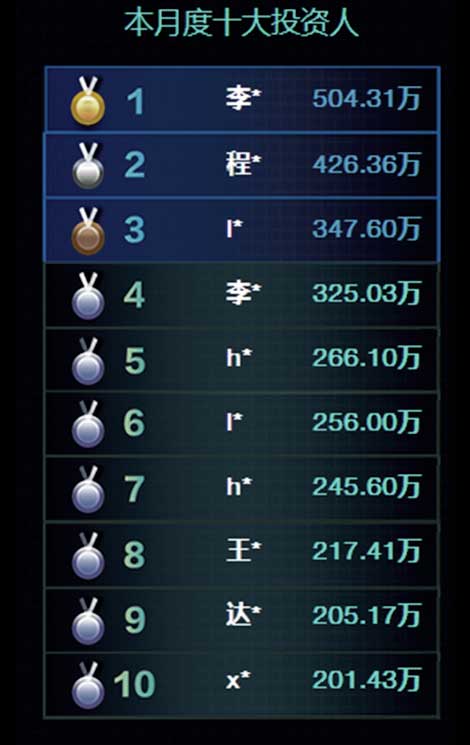 本月度十大投资人
1 李* 504.31万
2 程* 426.36万
3 l* 347.60万
4 李* 325.03万
5 h* 266.10万
6 l* 256.00万
7 h* 245.60万
8 王* 217.41万
9 达* 205.17万
10 x* 201.43万